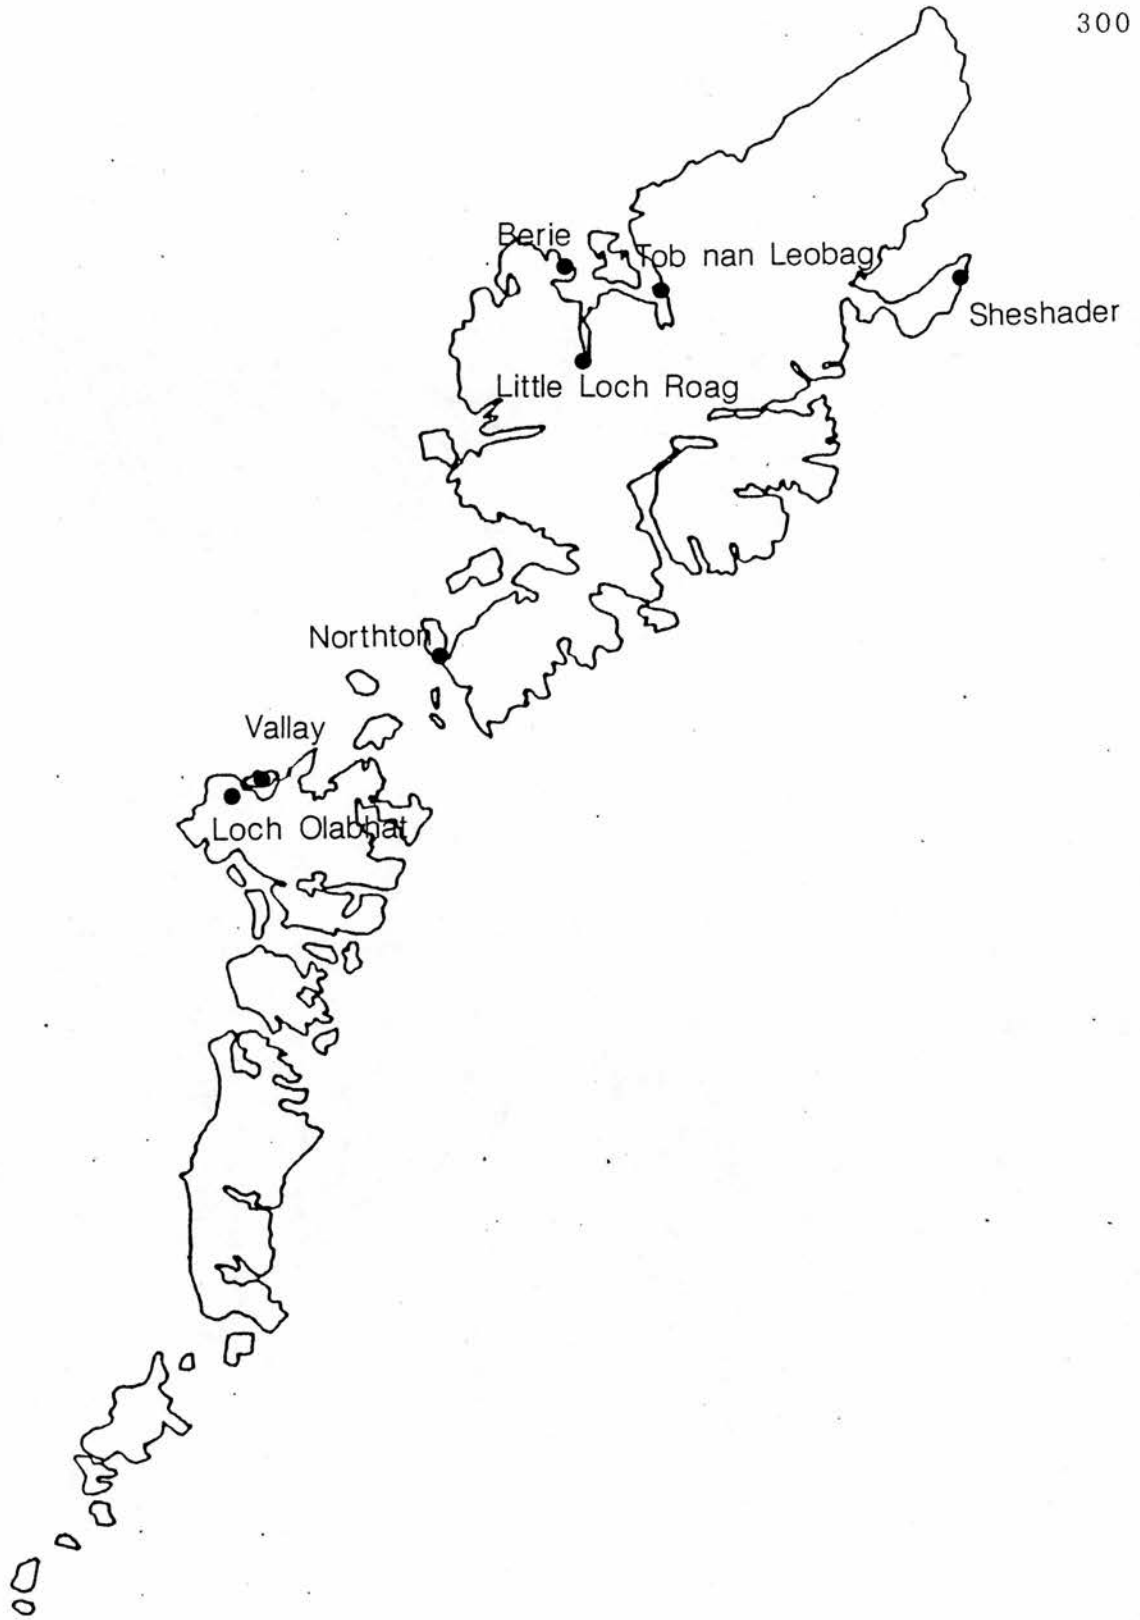 300
Berie
Tob nan Leobag
Sheshader
Little Loch Roag
Northton
Vallay
Loch Olabhat